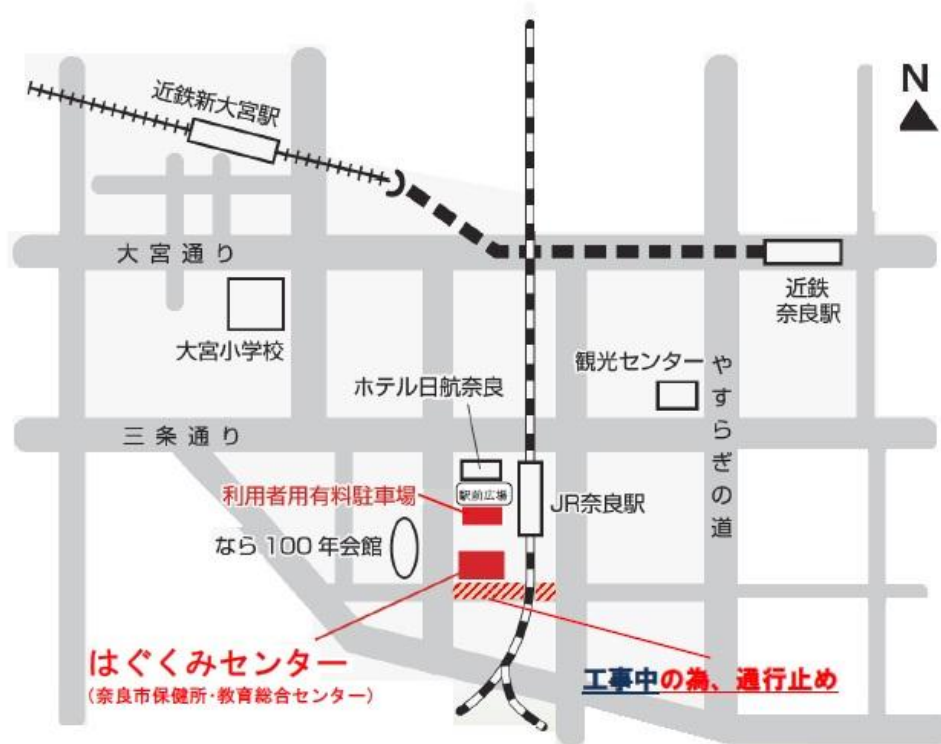 N
近鉄新大宮駅
大宮通り
近鉄
奈良駅
大宮小学校
観光センター
やすらぎの道
ホテル日航奈良
三条通り
駅前広場
利用者用有料駐車場
JR奈良駅
なら100年会館
はぐくみセンター
(奈良市保健所・教育総合センター)
工事中の為、通行止め